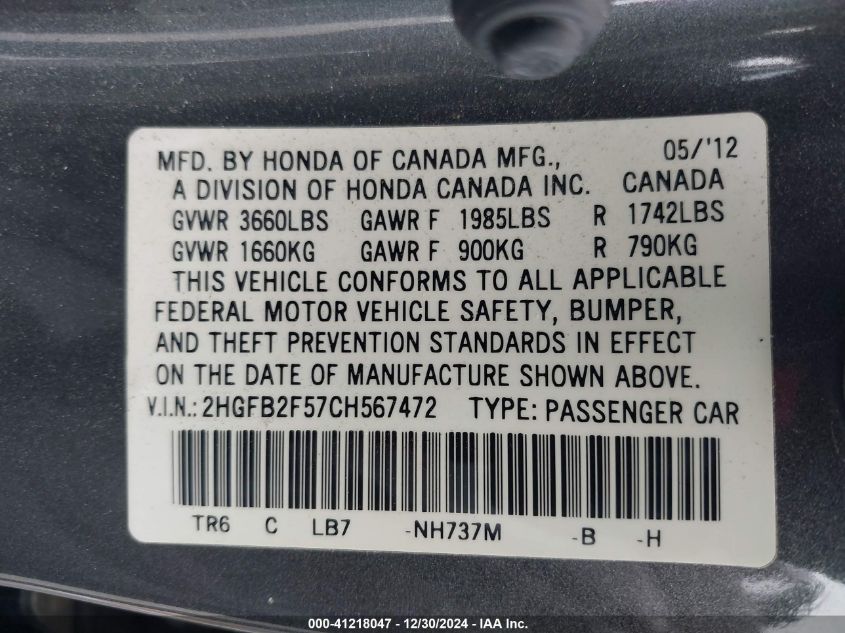 MFD. BY HONDA OF CANADA MFG., 05/'12
A DIVISION OF HONDA CANADA INC. CANADA
GVWR 3660LBS GAWR F 1985LBS R 1742LBS
GVWR 1660KG GAWR F 900KG R 790KG
THIS VEHICLE CONFORMS TO ALL APPLICABLE
FEDERAL MOTOR VEHICLE SAFETY, BUMPER,
AND THEFT PREVENTION STANDARDS IN EFFECT
ON THE DATE OF MANUFACTURE SHOWN ABOVE.
V.I.N.: 2HGFB2F57CH567472 TYPE: PASSENGER CAR
TR6 C LB7 -NH737M -B -H
000-41218047 - 12/30/2024 - IAA Inc.